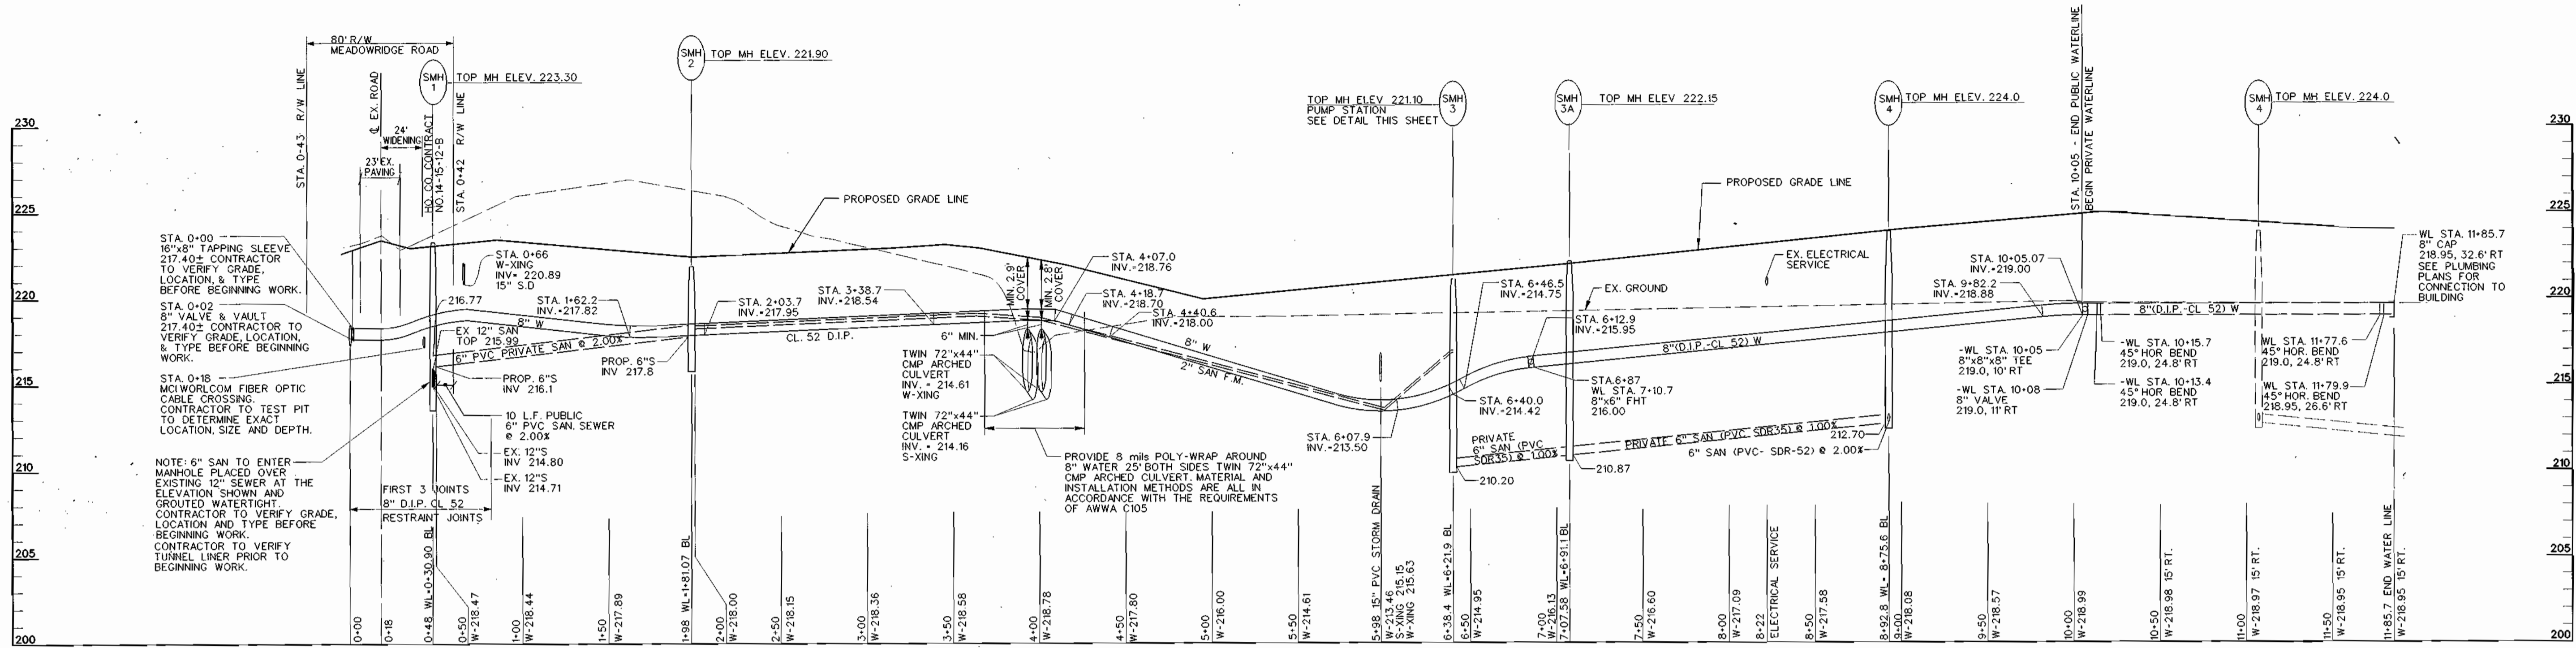 80' R/W
MEADOWRIDGE ROAD
STA. 0-43 R/W LINE
℄ EX. ROAD
24'
WIDENING
23' EX.
PAVING
HO. CO. CONTRACT
NO. 14-15-12-B
STA. 0+42 R/W LINE
SMH
1
TOP MH ELEV. 223.30
SMH
2
TOP MH ELEV. 221.90
TOP MH ELEV 221.10
PUMP STATION
SEE DETAIL THIS SHEET
SMH
3
SMH
3A
TOP MH ELEV 222.15
SMH
4
TOP MH ELEV. 224.0
STA. 10+05 - END PUBLIC WATERLINE
BEGIN PRIVATE WATERLINE
SMH
4
TOP MH ELEV. 224.0
230
225
220
215
210
205
200
230
225
220
215
210
205
200
STA. 0+00
16"x8" TAPPING SLEEVE
217.40± CONTRACTOR
TO VERIFY GRADE,
LOCATION, & TYPE
BEFORE BEGINNING WORK.
STA. 0+02
8" VALVE & VAULT
217.40± CONTRACTOR TO
VERIFY GRADE, LOCATION,
& TYPE BEFORE BEGINNING
WORK.
STA. 0+18
MCI WORLCOM FIBER OPTIC
CABLE CROSSING.
CONTRACTOR TO TEST PIT
TO DETERMINE EXACT
LOCATION, SIZE AND DEPTH.
NOTE: 6" SAN TO ENTER
MANHOLE PLACED OVER
EXISTING 12" SEWER AT THE
ELEVATION SHOWN AND
GROUTED WATERTIGHT.
CONTRACTOR TO VERIFY GRADE,
LOCATION AND TYPE BEFORE
BEGINNING WORK.
CONTRACTOR TO VERIFY
TUNNEL LINER PRIOR TO
BEGINNING WORK.
FIRST 3 JOINTS
8" D.I.P. CL 52
RESTRAINT JOINTS
STA. 0+66
W-XING
INV= 220.89
15" S.D
216.77
EX 12" SAN
TOP 215.99
8" W
6" PVC PRIVATE SAN @ 2.00%
PROP. 6"S
INV 216.1
10 L.F. PUBLIC
6" PVC SAN. SEWER
@ 2.00%
EX. 12"S
INV 214.80
EX. 12"S
INV 214.71
STA. 1+62.2
INV.=217.82
PROP. 6"S
INV 217.8
STA. 2+03.7
INV.=217.95
PROPOSED GRADE LINE
STA. 3+38.7
INV.=218.54
CL. 52 D.I.P.
6" MIN.
TWIN 72"x44"
CMP ARCHED
CULVERT
INV. = 214.61
W-XING
TWIN 72"x44"
CMP ARCHED
CULVERT
INV. = 214.16
S-XING
MIN. 2.9'
COVER
MIN. 2.8'
COVER
STA. 4+07.0
INV.=218.76
STA. 4+18.7
INV.=218.70
STA. 4+40.6
INV.=218.00
8" W
2" SAN F.M.
PROVIDE 8 mils POLY-WRAP AROUND
8" WATER 25' BOTH SIDES TWIN 72"x44"
CMP ARCHED CULVERT. MATERIAL AND
INSTALLATION METHODS ARE ALL IN
ACCORDANCE WITH THE REQUIREMENTS
OF AWWA C105
STA. 6+07.9
INV.=213.50
STA. 6+46.5
INV.=214.75
STA. 6+40.0
INV.=214.42
EX. GROUND
STA. 6+12.9
INV.=215.95
STA.6+87
WL STA. 7+10.7
8"x6" FHT
216.00
PRIVATE
6" SAN (PVC
SDR35) @ 1.00%
210.20
210.87
PRIVATE 6" SAN (PVC SDR35) @ 1.00%
6" SAN (PVC- SDR-52) @ 2.00%
212.70
PROPOSED GRADE LINE
EX. ELECTRICAL
SERVICE
8"(D.I.P.-CL 52) W
STA. 9+82.2
INV.=218.88
STA. 10+05.07
INV.=219.00
-WL STA. 10+05
8"x8"x8" TEE
219.0, 10' RT
-WL STA. 10+08
8" VALVE
219.0, 11' RT
-WL STA. 10+15.7
45° HOR BEND
219.0, 24.8' RT
-WL STA. 10+13.4
45° HOR BEND
219.0, 24.8' RT
8"(D.I.P.-CL 52) W
WL STA. 11+77.6
45° HOR. BEND
219.0, 24.8' RT
WL STA. 11+79.9
45° HOR. BEND
218.95, 26.6' RT
WL STA. 11+85.7
8" CAP
218.95, 32.6' RT
SEE PLUMBING
PLANS FOR
CONNECTION TO
BUILDING
0+00
0+18
0+48 WL=0+30.90 BL
0+50
W-218.47
1+00
W-218.44
1+50
W-217.89
1+98 WL=1+81.07 BL
2+00
W-218.00
2+50
W-218.15
3+00
W-218.36
3+50
W-218.58
4+00
W-218.78
4+50
W-217.80
5+00
W-216.00
5+50
W-214.61
5+98 15" PVC STORM DRAIN
W-213.46
S-XING 215.15
W-XING 215.63
6+38.4 WL=6+21.9 BL
6+50
W-214.95
7+00
W-216.13
7+07.58 WL=6+91.1 BL
7+50
W-216.60
8+00
W-217.09
8+22
ELECTRICAL SERVICE
8+50
W-217.58
8+92.8 WL= 8+75.6 BL
9+00
W-218.08
9+50
W-218.57
10+00
W-218.99
10+50
W-218.98 15' RT.
11+00
W-218.97 15' RT.
11+50
W-218.95 15' RT.
11+85.7 END WATER LINE
W-218.95 15' RT.